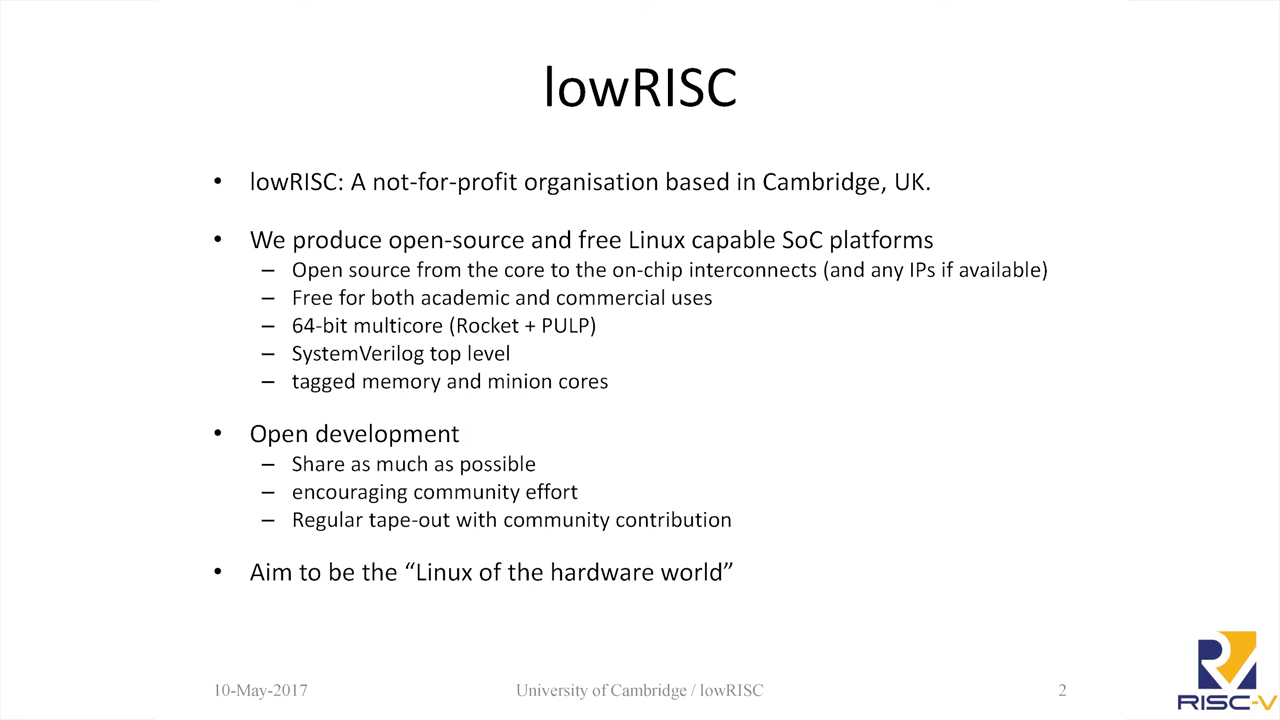 lowRISC
• lowRISC: A not-for-profit organisation based in Cambridge, UK.
• We produce open-source and free Linux capable SoC platforms
– Open source from the core to the on-chip interconnects (and any IPs if available)
– Free for both academic and commercial uses
– 64-bit multicore (Rocket + PULP)
– SystemVerilog top level
– tagged memory and minion cores
• Open development
– Share as much as possible
– encouraging community effort
– Regular tape-out with community contribution
• Aim to be the “Linux of the hardware world”
10-May-2017 University of Cambridge / lowRISC 2
RISC-V